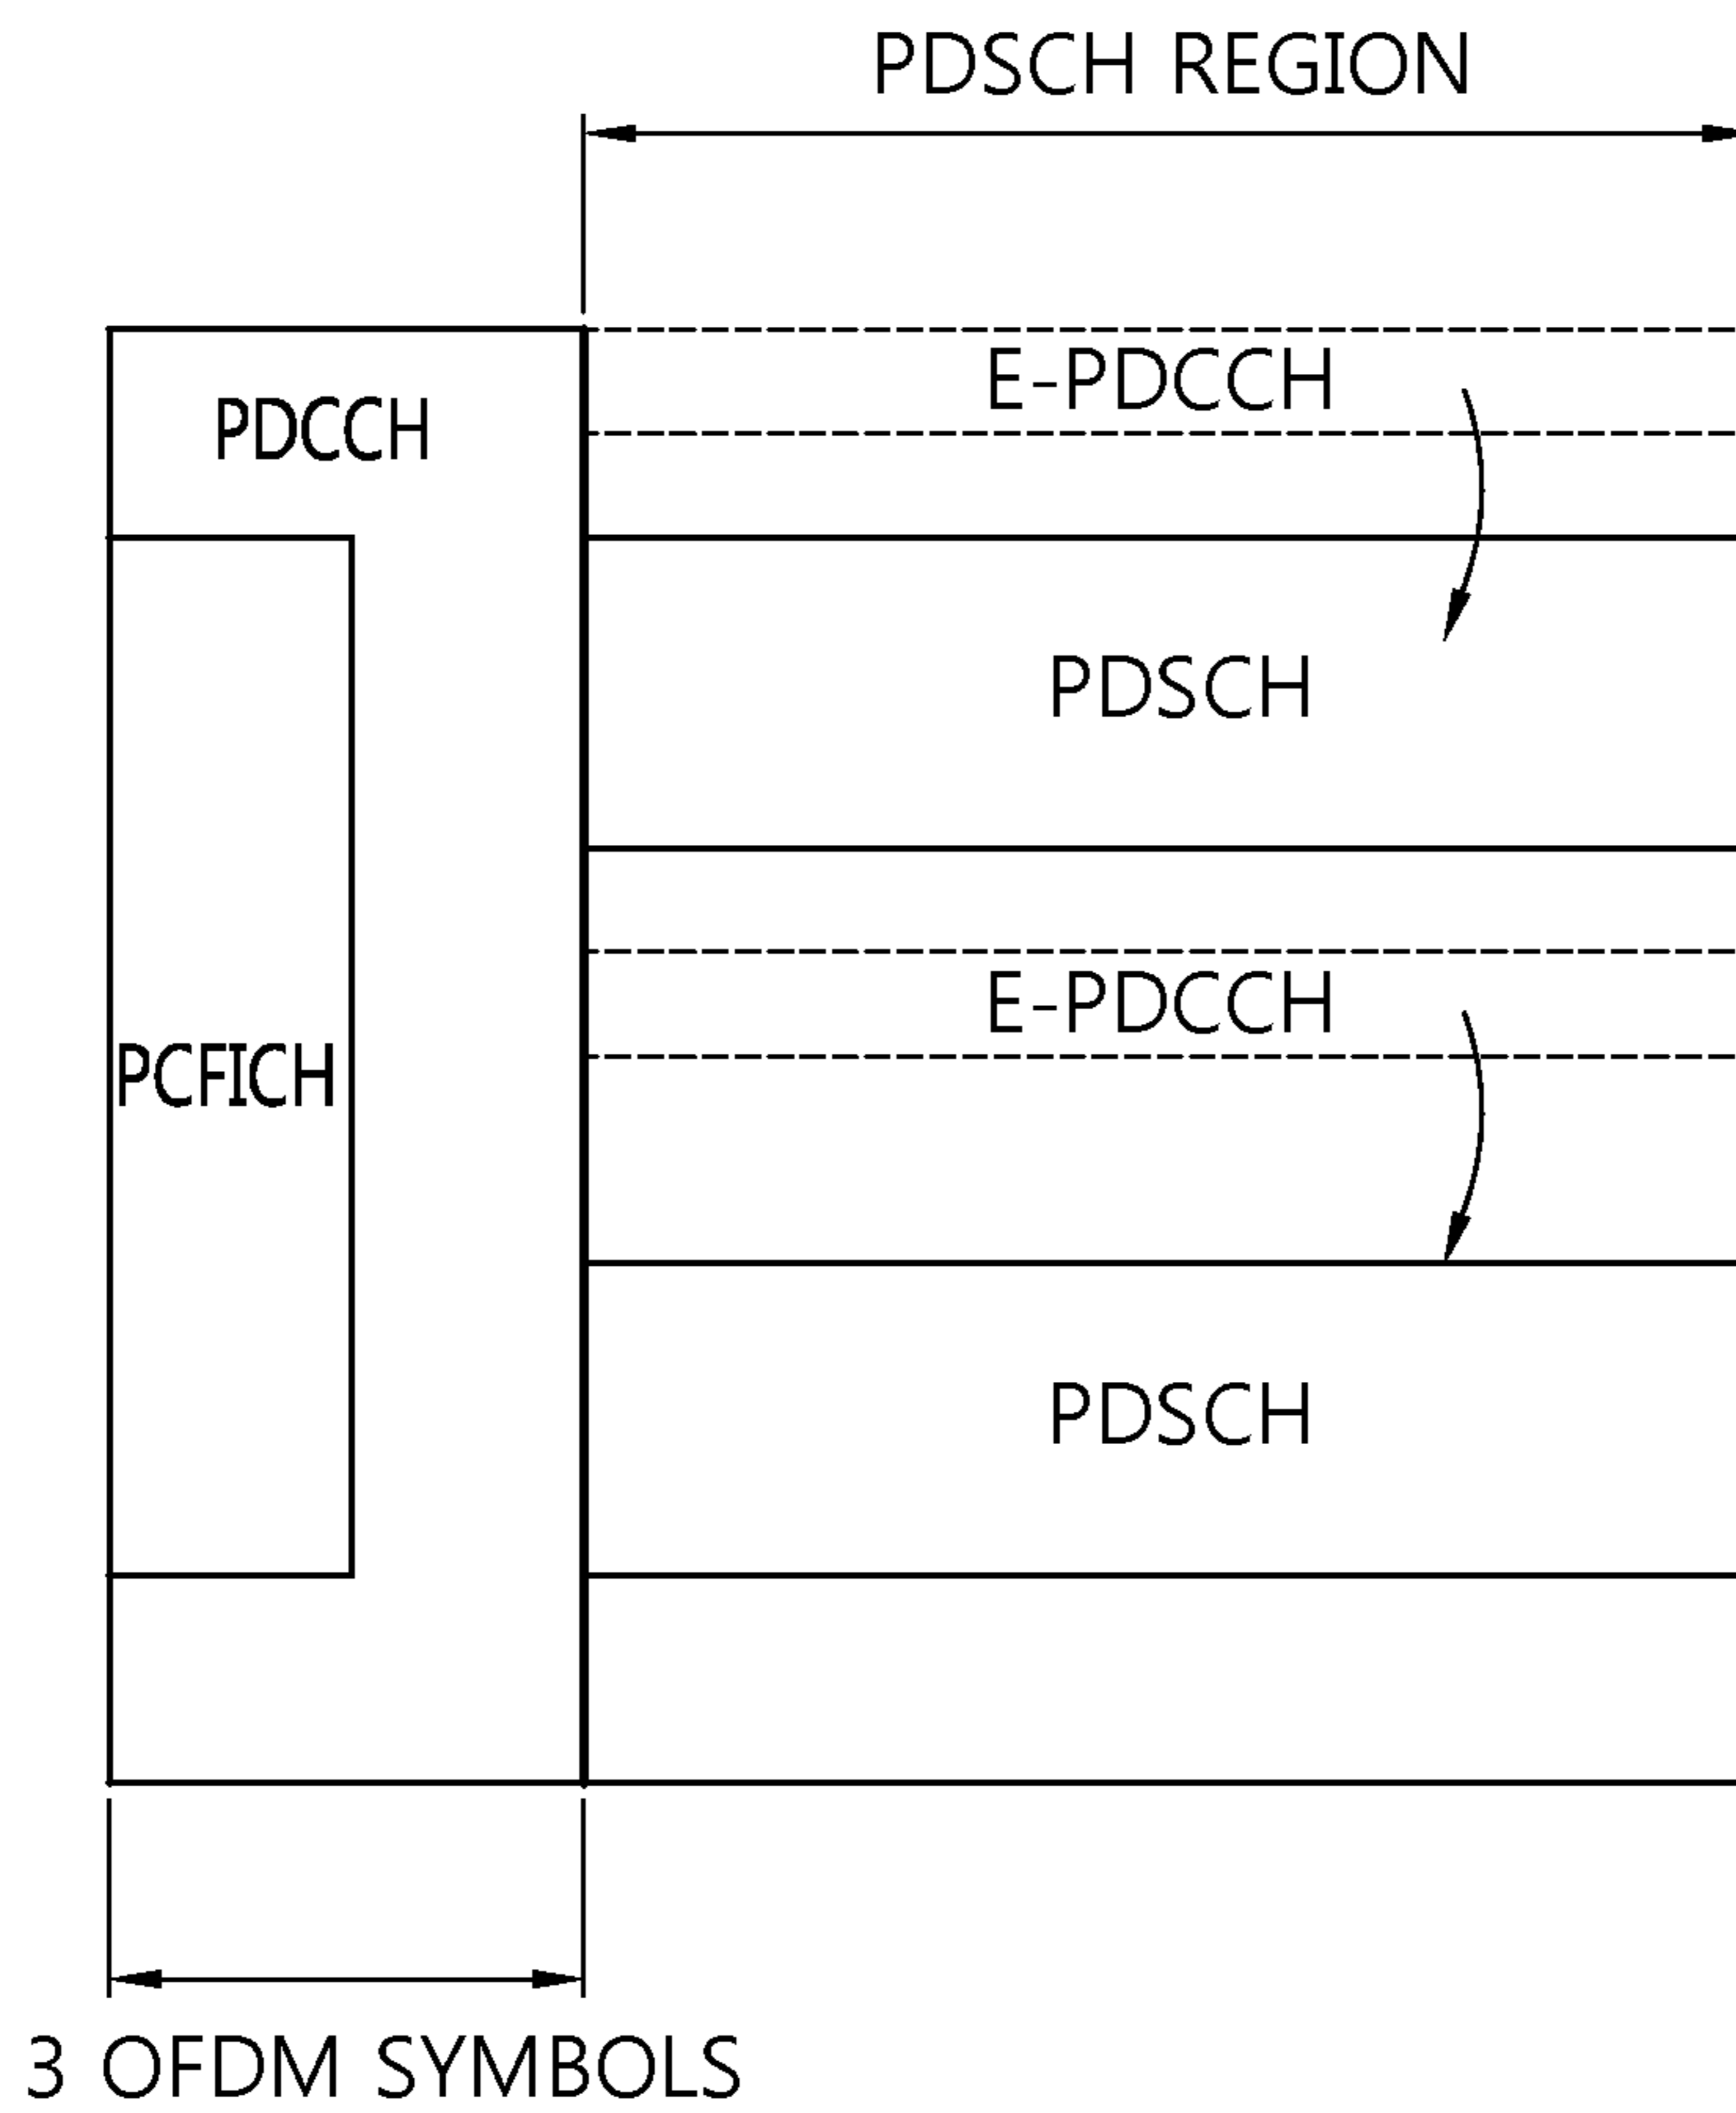 PDSCH REGION
E-PDCCH
PDCCH
PDSCH
E-PDCCH
PCFICH
PDSCH
3 OFDM SYMBOLS